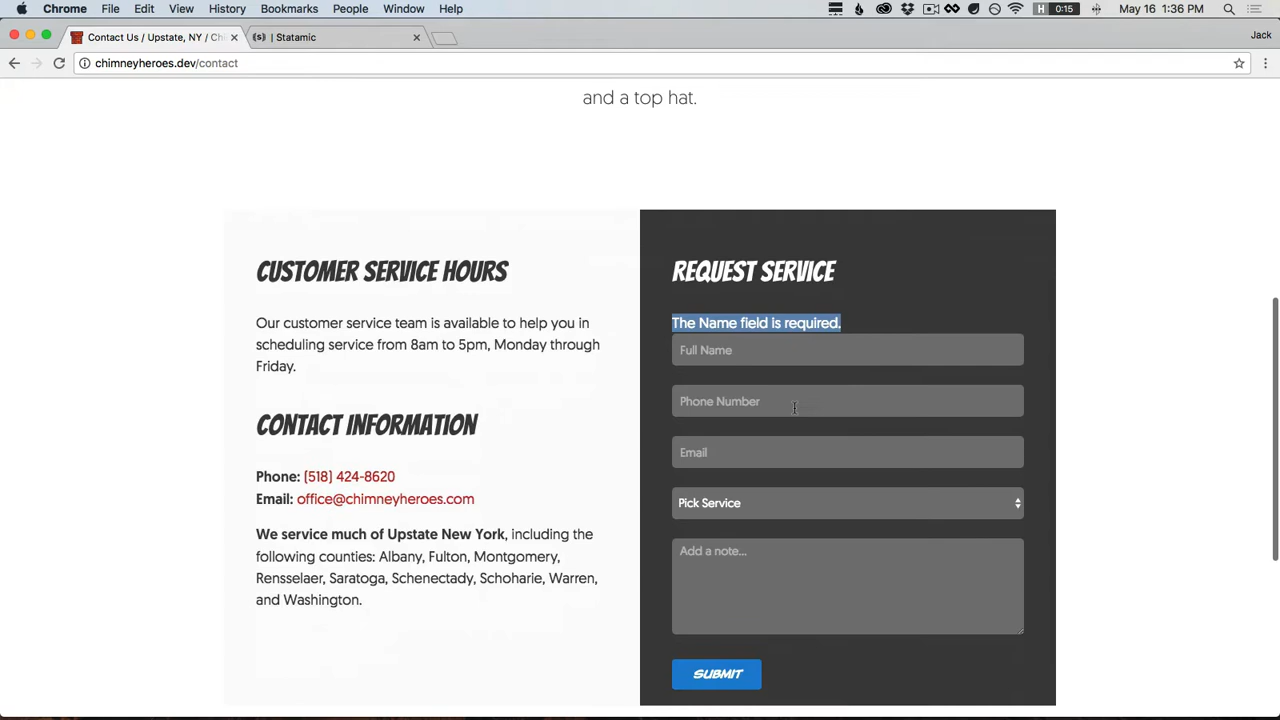 Chrome File Edit View History Bookmarks People Window Help
H 0:15 May 16 1:36 PM
Contact Us / Upstate, NY / Chi
{s} | Statamic
Jack
chimneyheroes.dev/contact
and a top hat.
CUSTOMER SERVICE HOURS
Our customer service team is available to help you in
scheduling service from 8am to 5pm, Monday through
Friday.
CONTACT INFORMATION
Phone: (518) 424-8620
Email: office@chimneyheroes.com
We service much of Upstate New York, including the
following counties: Albany, Fulton, Montgomery,
Rensselaer, Saratoga, Schenectady, Schoharie, Warren,
and Washington.
REQUEST SERVICE
The Name field is required.
Full Name
Phone Number
Email
Pick Service
Add a note...
SUBMIT